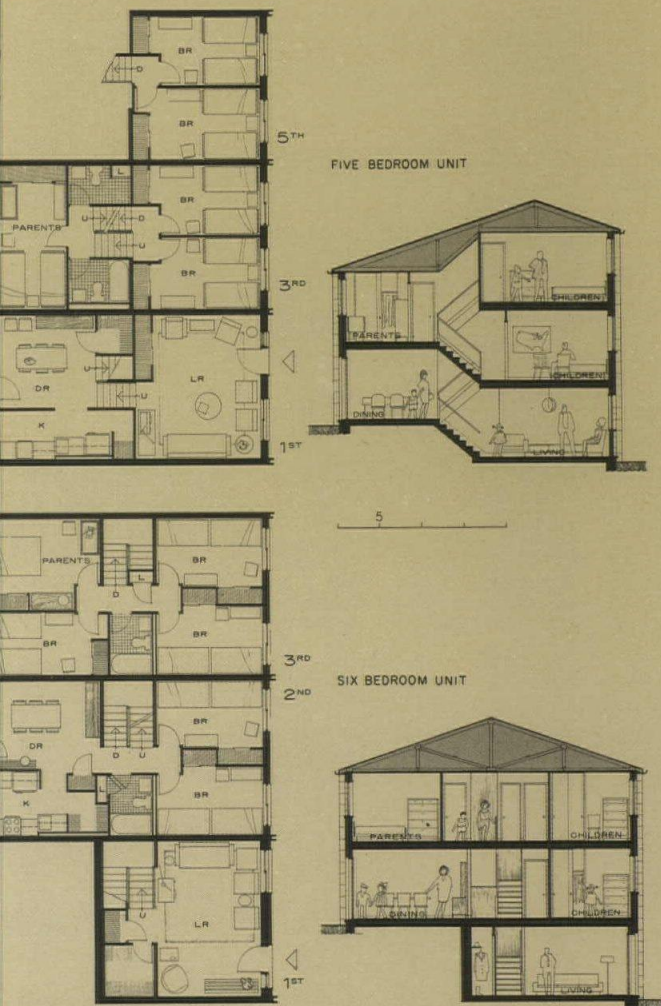 BR
D
BR
5TH
FIVE BEDROOM UNIT
L
BR
PARENTS
U D
U
BR
3RD
CHILDREN
PARENTS
CHILDREN
DR
U
LR
U
K
1ST
DINING
LIVING
5
PARENTS
BR
L
D
BR
BR
3RD
2ND
SIX BEDROOM UNIT
BR
DR
D U
L
K
BR
PARENTS
CHILDREN
DINING
CHILDREN
U
LR
1ST
LIVING